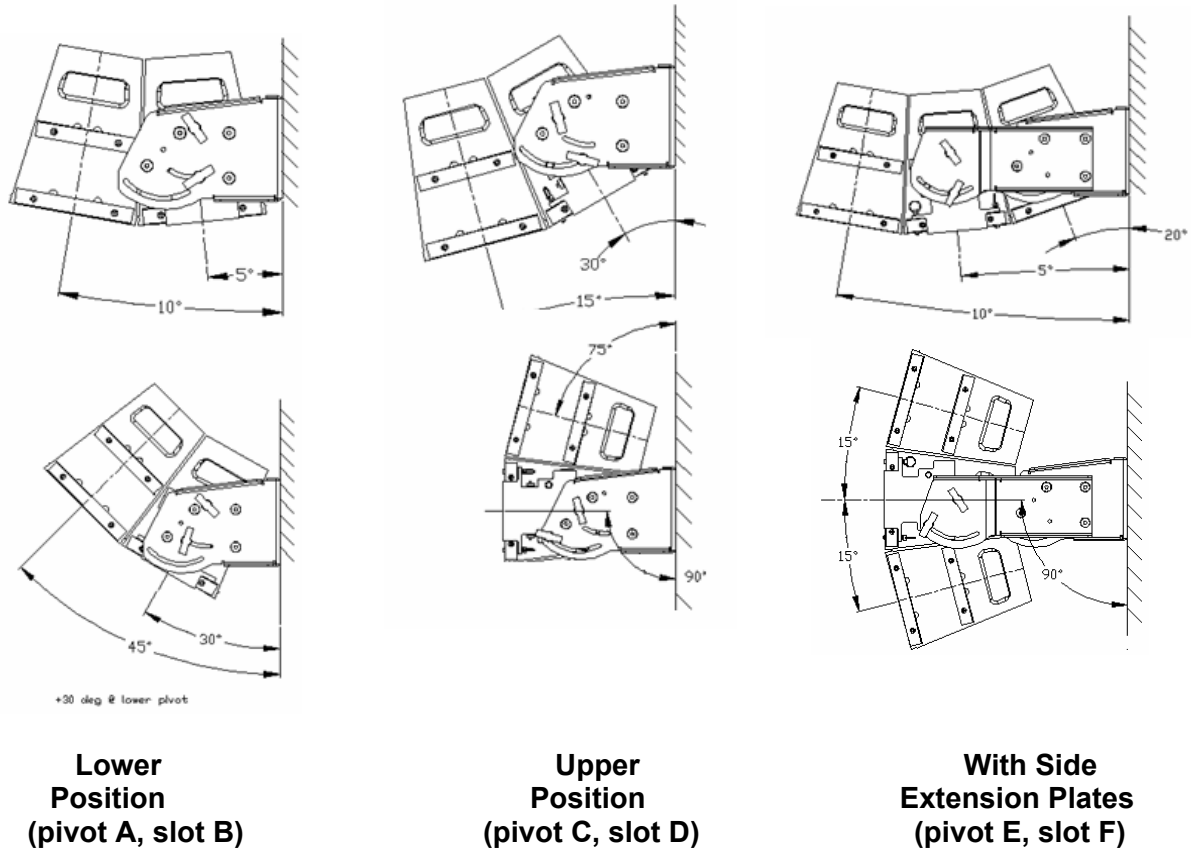 5°
10°
30°
15°
20°
5°
10°
75°
90°
15°
15°
90°
30°
45°
+30 deg @ lower pivot
Lower
Position
(pivot A, slot B)
Upper
Position
(pivot C, slot D)
With Side
Extension Plates
(pivot E, slot F)